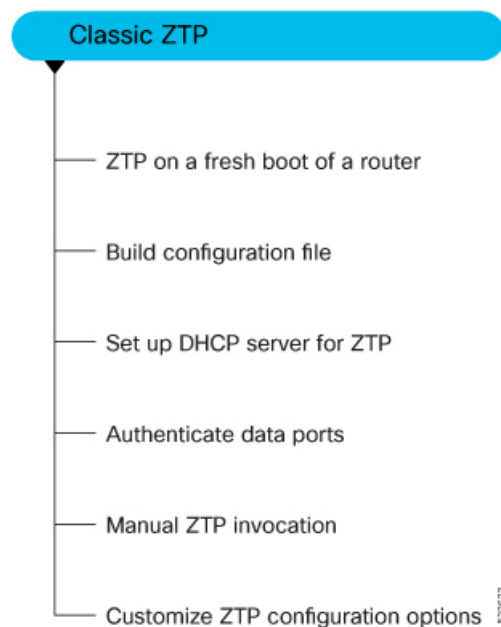 Classic ZTP
ZTP on a fresh boot of a router
Build configuration file
Set up DHCP server for ZTP
Authenticate data ports
Manual ZTP invocation
Customize ZTP configuration options